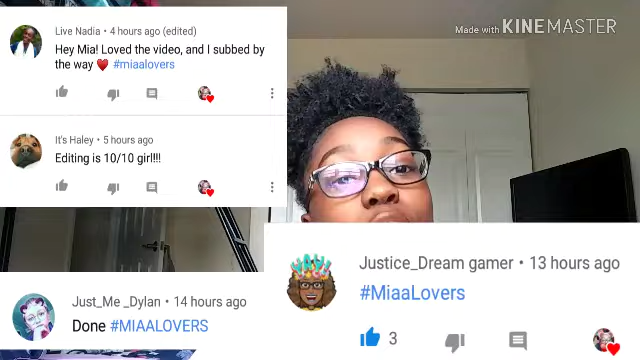 Live Nadia • 4 hours ago (edited)
Hey Mia! Loved the video, and I subbed by
the way ♥ #miaalovers
It's Haley • 5 hours ago
Editing is 10/10 girl!!!
Made with KINEMASTER
Justice_Dream gamer • 13 hours ago
#MiaaLovers
3
Just_Me _Dylan • 14 hours ago
Done #MIAALOVERS